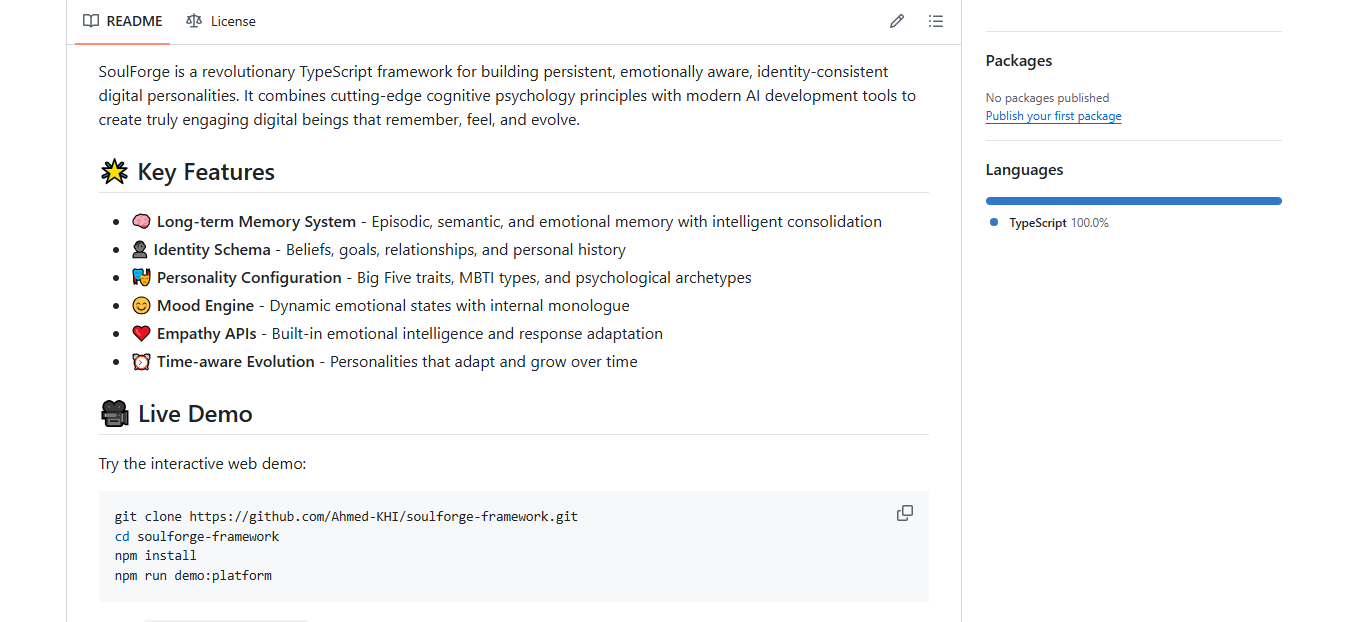 README License
SoulForge is a revolutionary TypeScript framework for building persistent, emotionally aware, identity-consistent
digital personalities. It combines cutting-edge cognitive psychology principles with modern AI development tools to
create truly engaging digital beings that remember, feel, and evolve.
Key Features
Long-term Memory System - Episodic, semantic, and emotional memory with intelligent consolidation
Identity Schema - Beliefs, goals, relationships, and personal history
Personality Configuration - Big Five traits, MBTI types, and psychological archetypes
Mood Engine - Dynamic emotional states with internal monologue
Empathy APIs - Built-in emotional intelligence and response adaptation
Time-aware Evolution - Personalities that adapt and grow over time
Live Demo
Try the interactive web demo:
git clone https://github.com/Ahmed-KHI/soulforge-framework.git
cd soulforge-framework
npm install
npm run demo:platform
Packages
No packages published
Publish your first package
Languages
TypeScript 100.0%